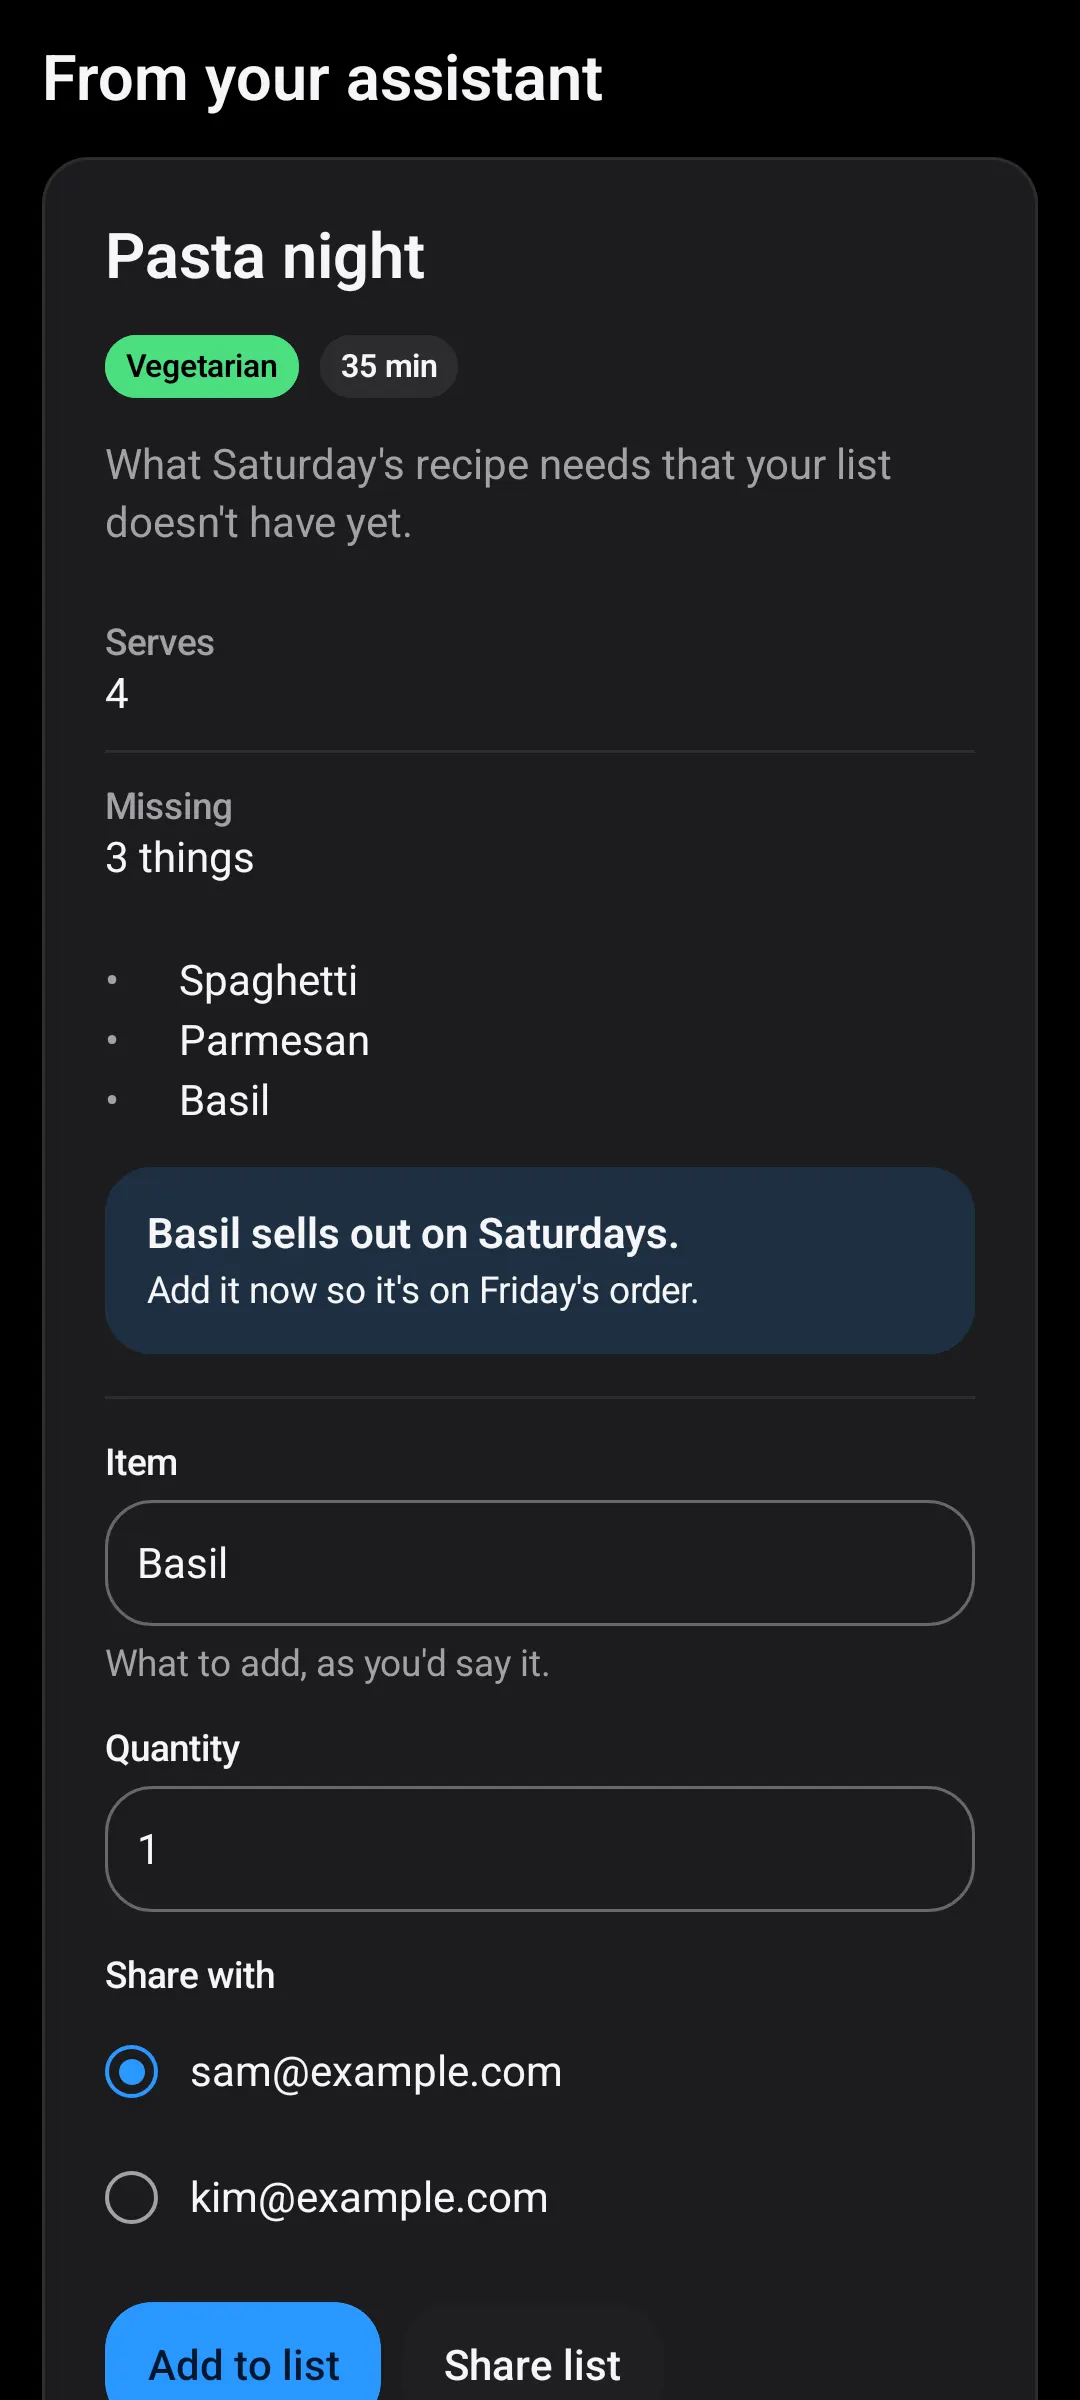 From your assistant
Pasta night
Vegetarian
35 min
What Saturday's recipe needs that your list
doesn't have yet.
Serves
4
Missing
3 things
• Spaghetti
• Parmesan
• Basil
Basil sells out on Saturdays.
Add it now so it's on Friday's order.
Item
Basil
What to add, as you'd say it.
Quantity
1
Share with
sam@example.com
kim@example.com
Add to list
Share list